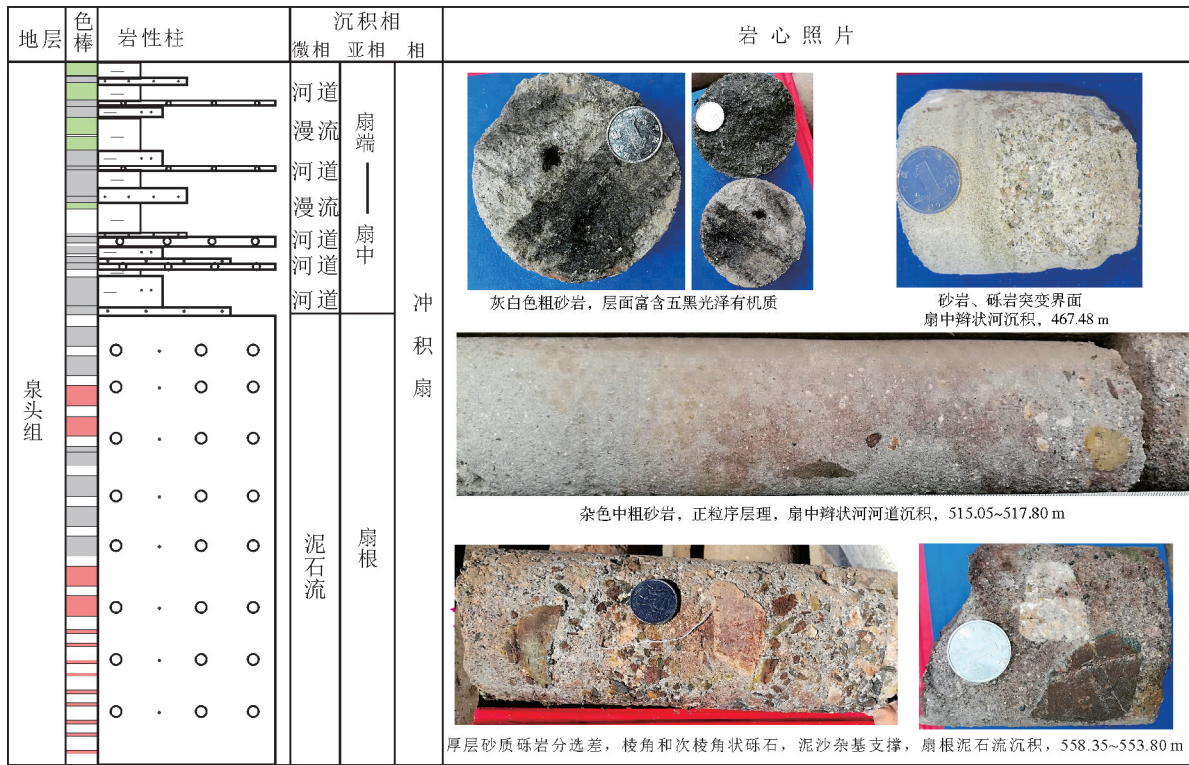 地层
色棒
岩性柱
沉积相
微相 亚相 相
岩心照片
泉头组
河道
漫流
河道
漫流
河道
河道
河道
泥石流
扇端
扇中
扇根
冲积扇
灰白色粗砂岩，层面富含五黑光泽有机质
砂岩、砾岩突变界面
扇中辫状河沉积，467.48 m
杂色中粗砂岩，正粒序层理，扇中辫状河河道沉积，515.05~517.80 m
厚层砂质砾岩分选差，棱角和次棱角状砾石，泥沙杂基支撑，扇根泥石流沉积，558.35~553.80 m